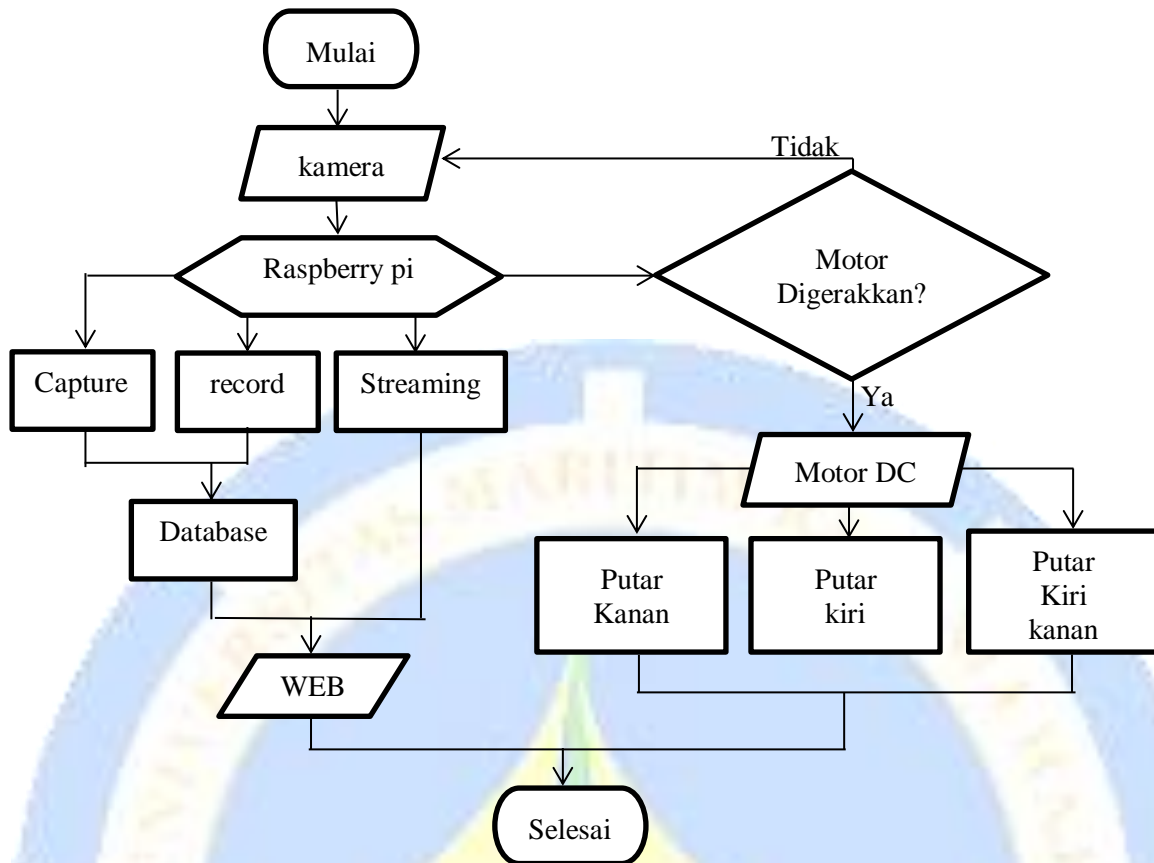 Mulai
kamera
Tidak
Raspberry pi
Motor
Digerakkan?
Capture
record
Streaming
Ya
Motor DC
Database
Putar
Kanan
Putar
kiri
Putar
Kiri
kanan
WEB
Selesai